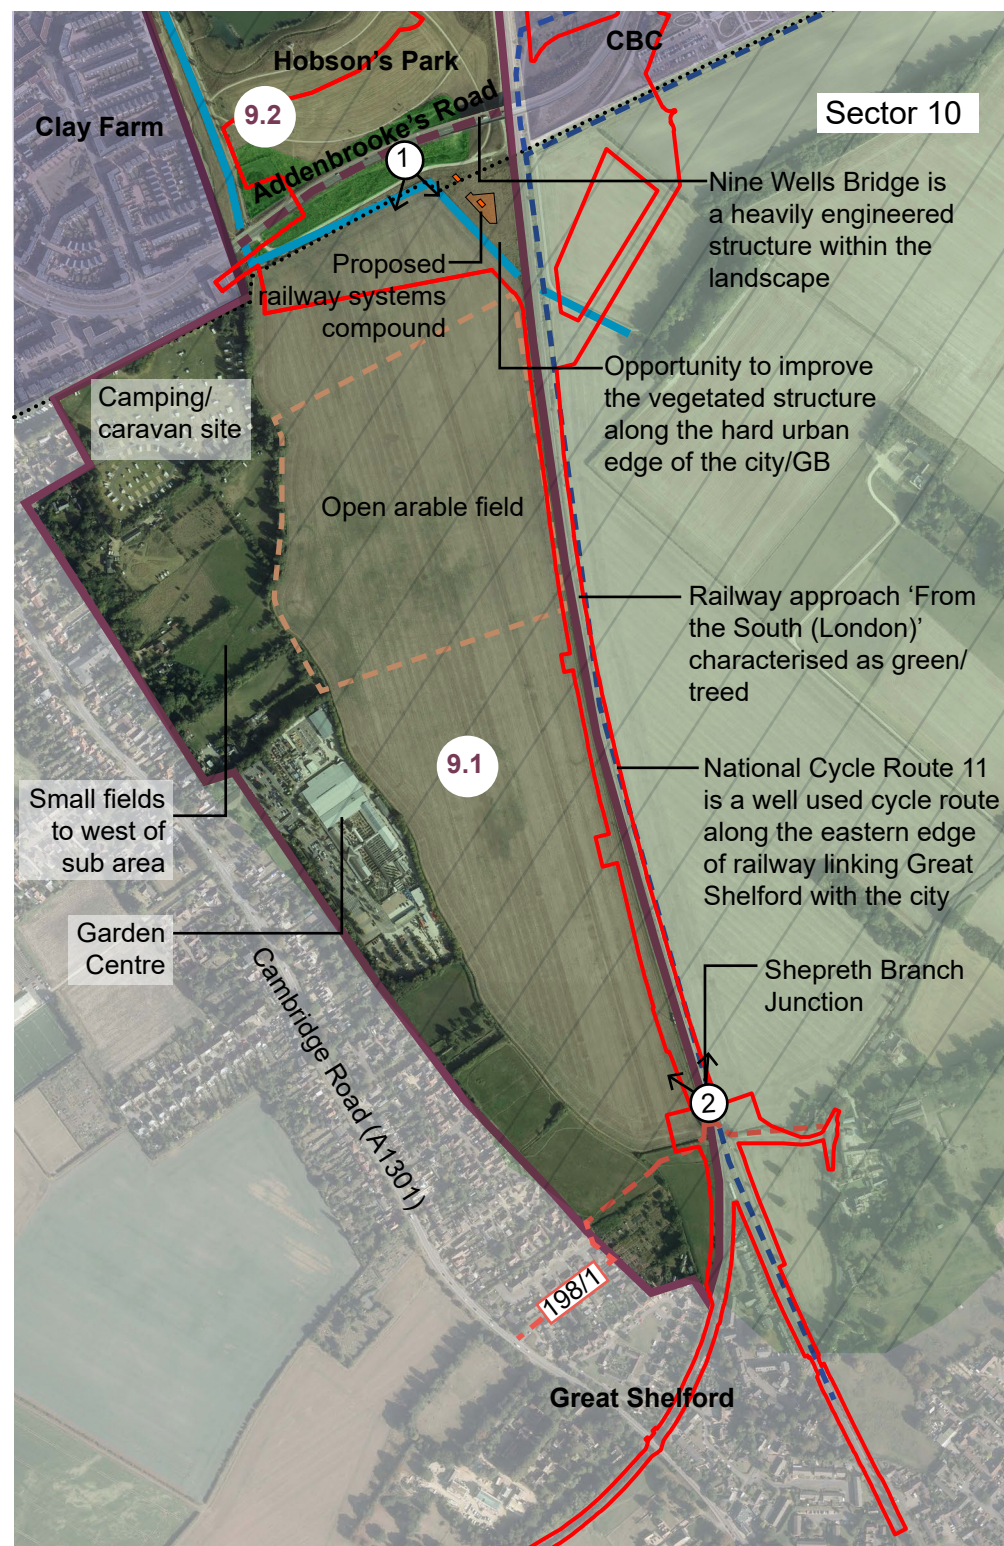 Hobson's Park
CBC
Clay Farm
9.2
Addenbrooke's Road
Sector 10
1
Nine Wells Bridge is
a heavily engineered
structure within the
landscape
Proposed
railway systems
compound
Opportunity to improve
the vegetated structure
along the hard urban
edge of the city/GB
Camping/
caravan site
Open arable field
Railway approach ‘From
the South (London)’
characterised as green/
treed
9.1
National Cycle Route 11
is a well used cycle route
along the eastern edge
of railway linking Great
Shelford with the city
Small fields
to west of
sub area
Garden
Centre
Cambridge Road (A1301)
Shepreth Branch
Junction
2
198/1
Great Shelford